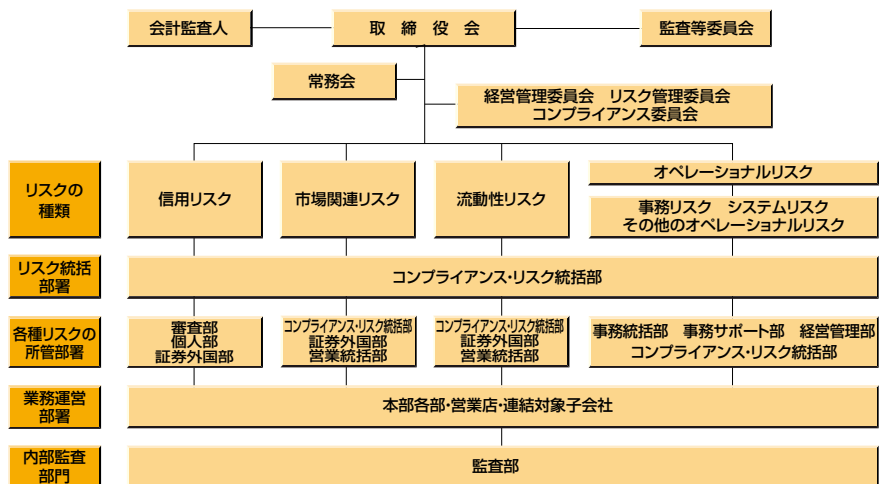 会計監査人
取締役会
監査等委員会
常務会
経営管理委員会 リスク管理委員会
コンプライアンス委員会
リスクの
種類
信用リスク
市場関連リスク
流動性リスク
オペレーショナルリスク
事務リスク システムリスク
その他のオペレーショナルリスク
リスク統括
部署
コンプライアンス・リスク統括部
各種リスクの
所管部署
審査部
個人部
証券外国部
コンプライアンス・リスク統括部
証券外国部
営業統括部
コンプライアンス・リスク統括部
証券外国部
営業統括部
事務統括部 事務サポート部 経営管理部
コンプライアンス・リスク統括部
業務運営
部署
本部各部・営業店・連結対象子会社
内部監査
部門
監査部